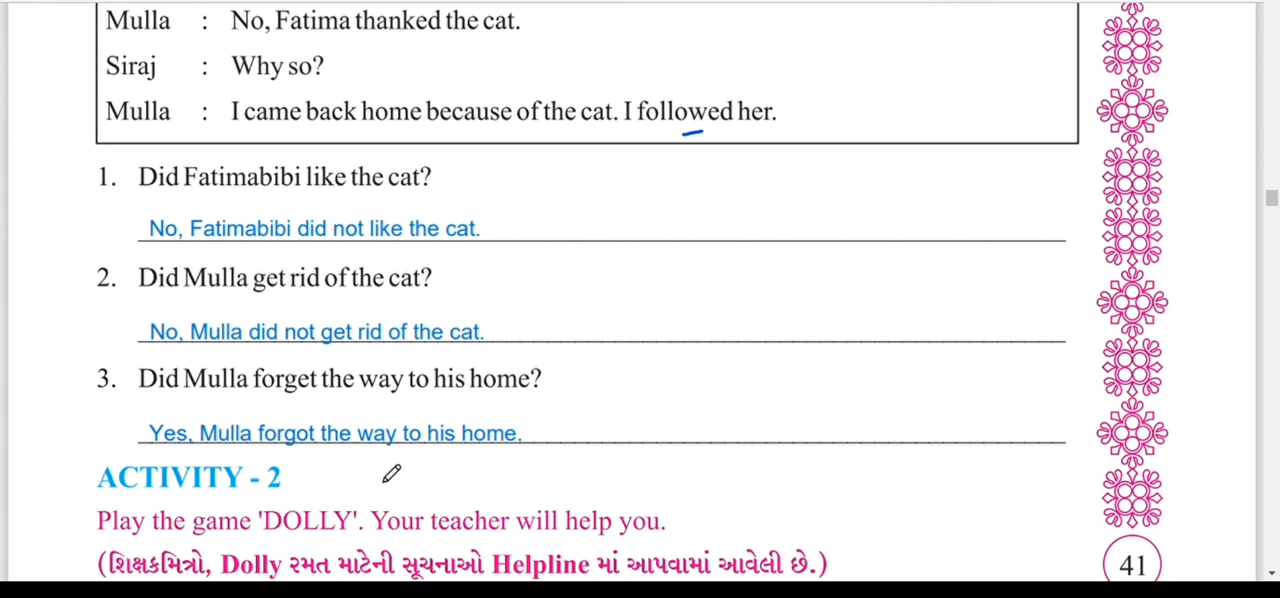 Mulla : No, Fatima thanked the cat.
Siraj : Why so?
Mulla : I came back home because of the cat. I followed her.
1. Did Fatimabibi like the cat?
No, Fatimabibi did not like the cat.
2. Did Mulla get rid of the cat?
No, Mulla did not get rid of the cat.
3. Did Mulla forget the way to his home?
Yes, Mulla forgot the way to his home.
ACTIVITY - 2
Play the game 'DOLLY'. Your teacher will help you.
(શિક્ષકમિત્રો, Dolly રમત માટેની સૂચનાઓ Helpline માં આપવામાં આવેલી છે.)
41